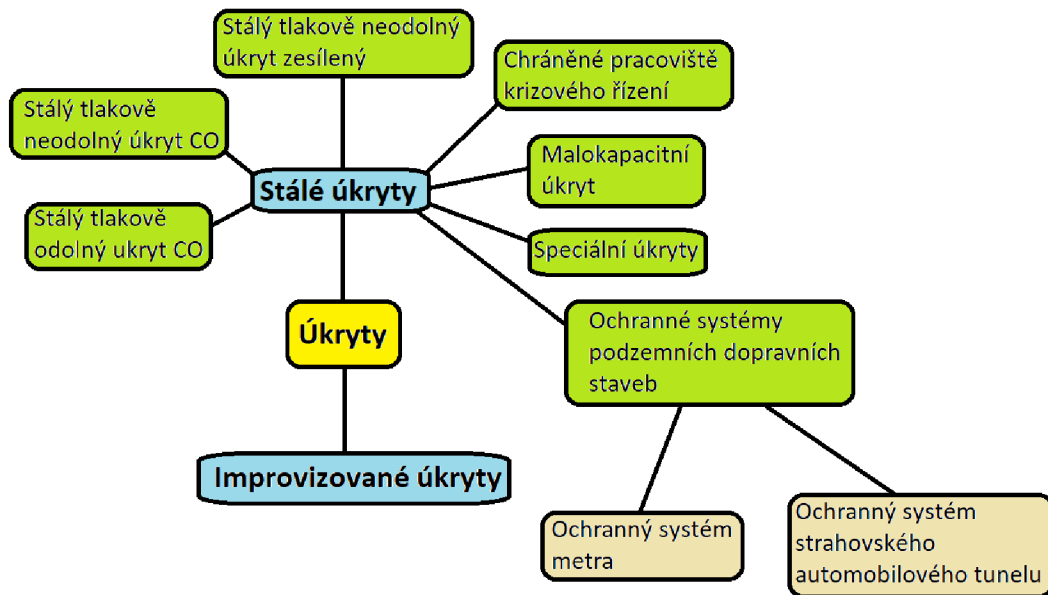 Stálý tlakově neodolný
úkryt zesílený
Chráněné pracoviště
krizového řízení
Stálý tlakově
neodolný úkryt CO
Malokapacitní
úkryt
Stálé úkryty
Stálý tlakově
odolný ukryt CO
Speciální úkryty
Úkryty
Ochranné systémy
podzemních dopravních
staveb
Improvizované úkryty
Ochranný systém
metra
Ochranný systém
strahovského
automobilového tunelu